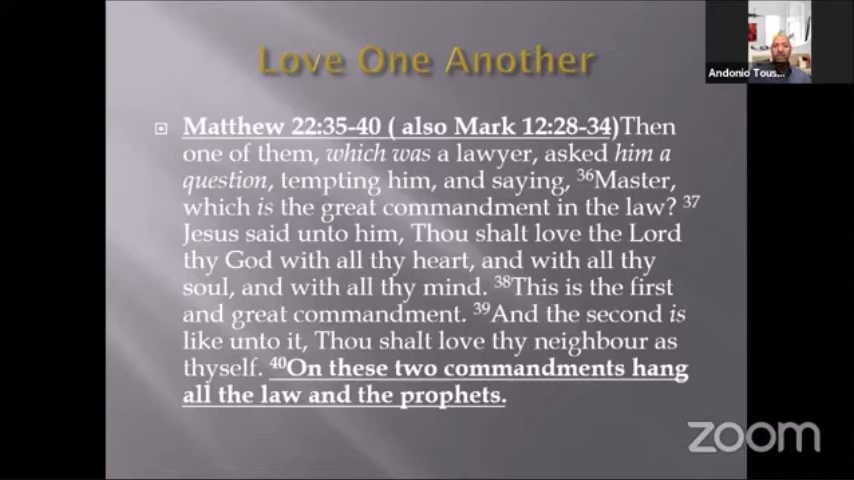 Love One Another
Andonio Tous...
Matthew 22:35-40 ( also Mark 12:28-34)Then
one of them, which was a lawyer, asked him a
question, tempting him, and saying, 36Master,
which is the great commandment in the law? 37
Jesus said unto him, Thou shalt love the Lord
thy God with all thy heart, and with all thy
soul, and with all thy mind. 38This is the first
and great commandment. 39And the second is
like unto it, Thou shalt love thy neighbour as
thyself. 40On these two commandments hang
all the law and the prophets.
zoom